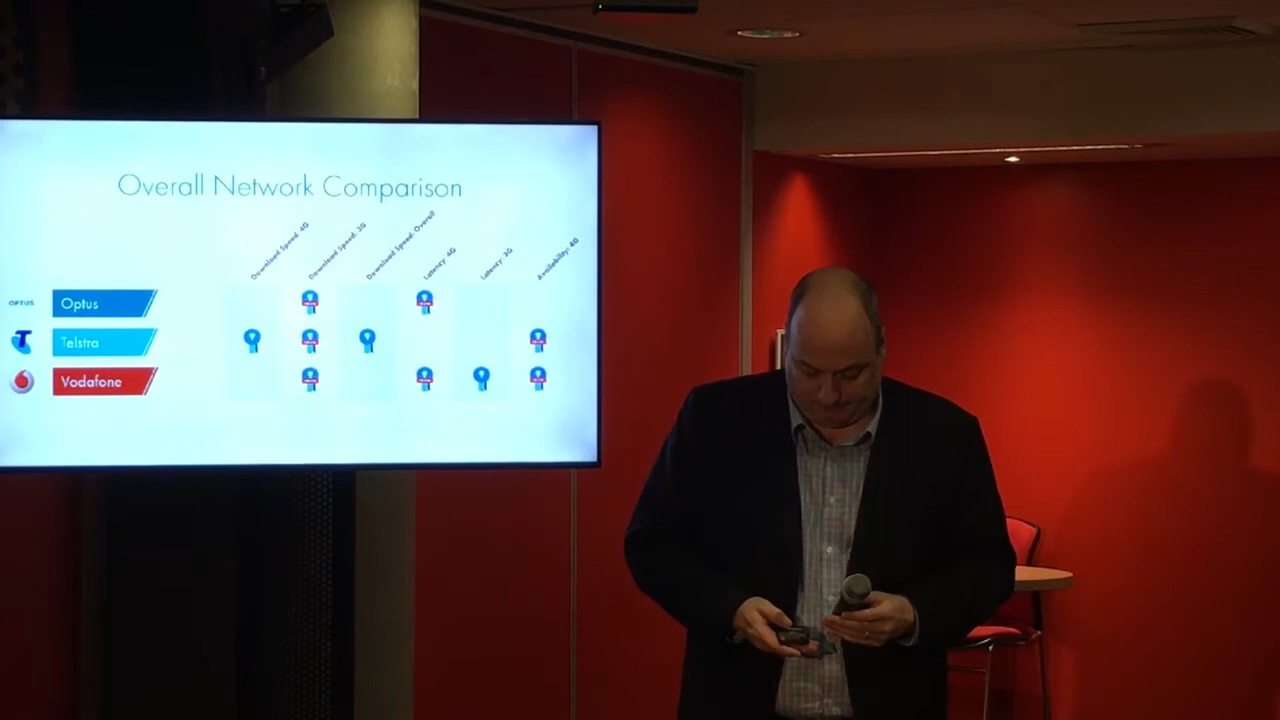 Overall Network Comparison
Download Speed: 4G
Download Speed: 3G
Download Speed: Overall
Latency: 4G
Latency: 3G
Availability: 4G
OPTUS Optus
T Telstra
Vodafone